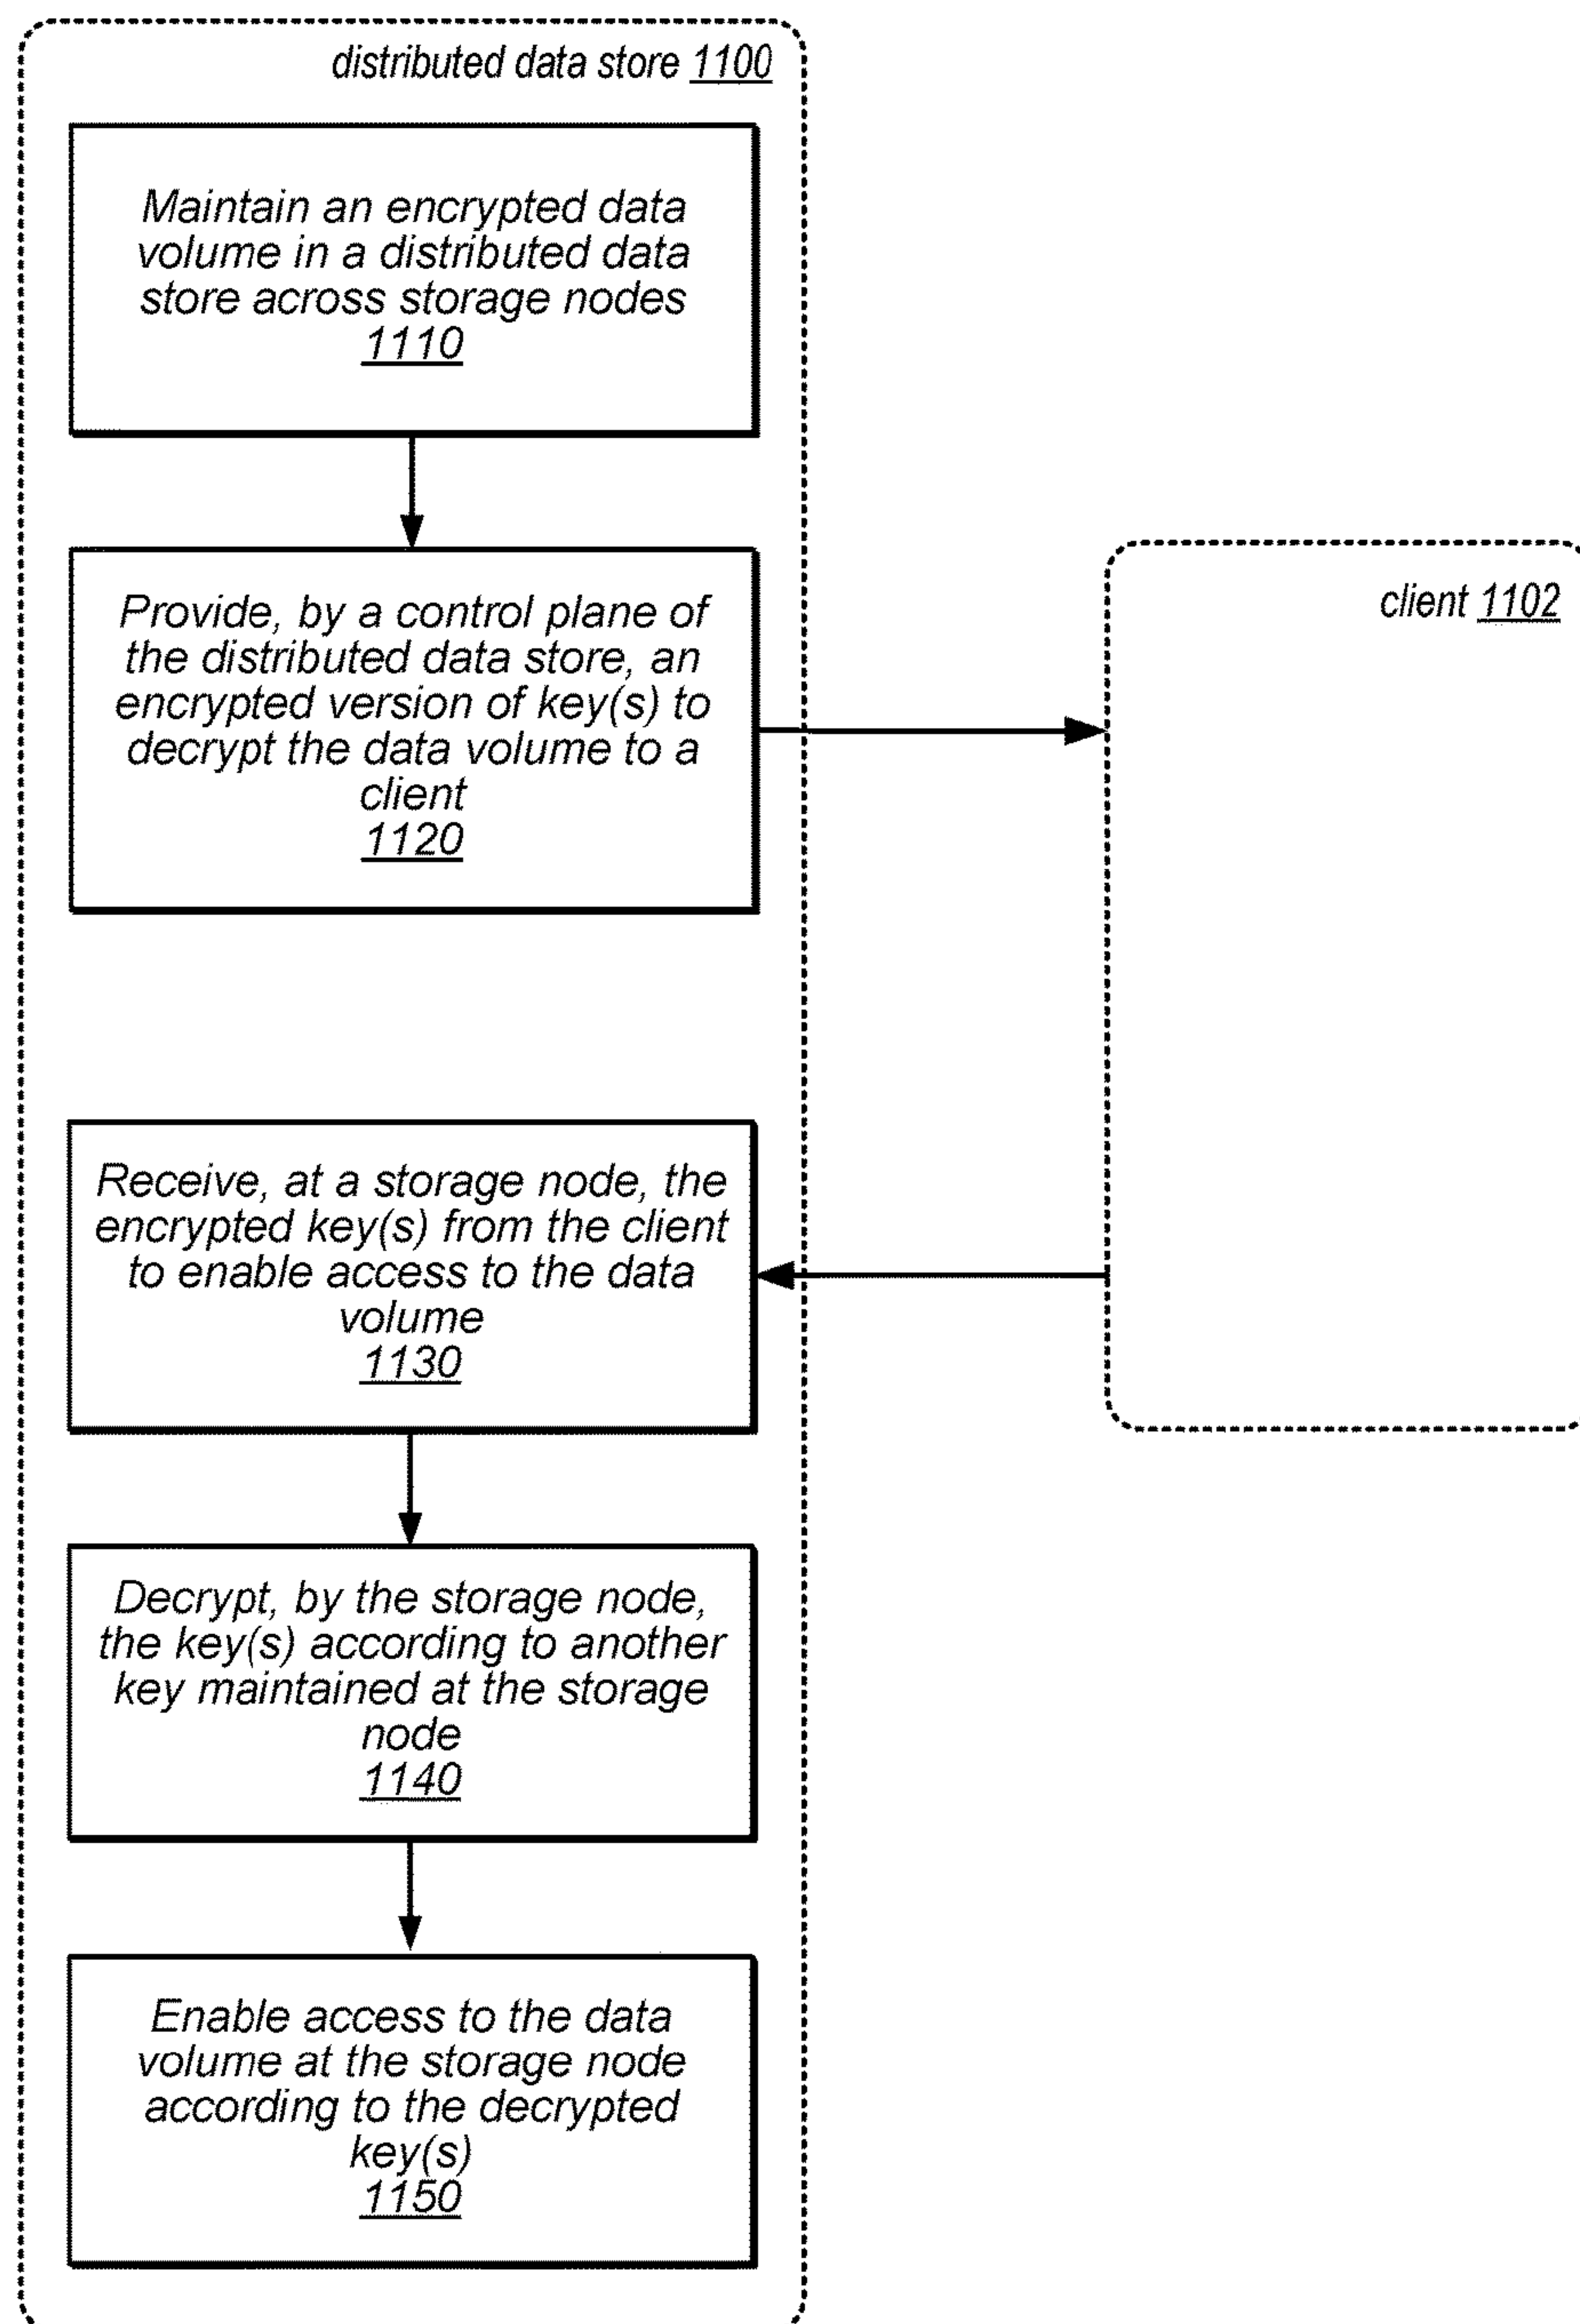 distributed data store 1100
Maintain an encrypted data
volume in a distributed data
store across storage nodes
1110
Provide, by a control plane of
the distributed data store, an
encrypted version of key(s) to
decrypt the data volume to a
client
1120
client 1102
Receive, at a storage node, the
encrypted key(s) from the client
to enable access to the data
volume
1130
Decrypt, by the storage node,
the key(s) according to another
key maintained at the storage
node
1140
Enable access to the data
volume at the storage node
according to the decrypted
key(s)
1150